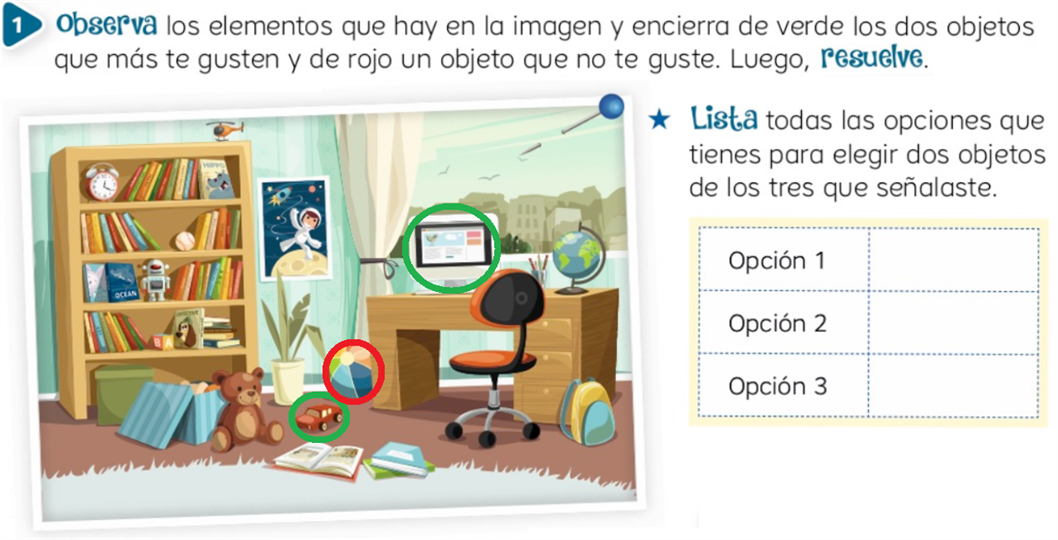 1 Observa los elementos que hay en la imagen y encierra de verde los dos objetos
que más te gusten y de rojo un objeto que no te guste. Luego, resuelve.
★ Lista todas las opciones que
tienes para elegir dos objetos
de los tres que señalaste.
Opción 1
Opción 2
Opción 3
HIPPO
OCEAN